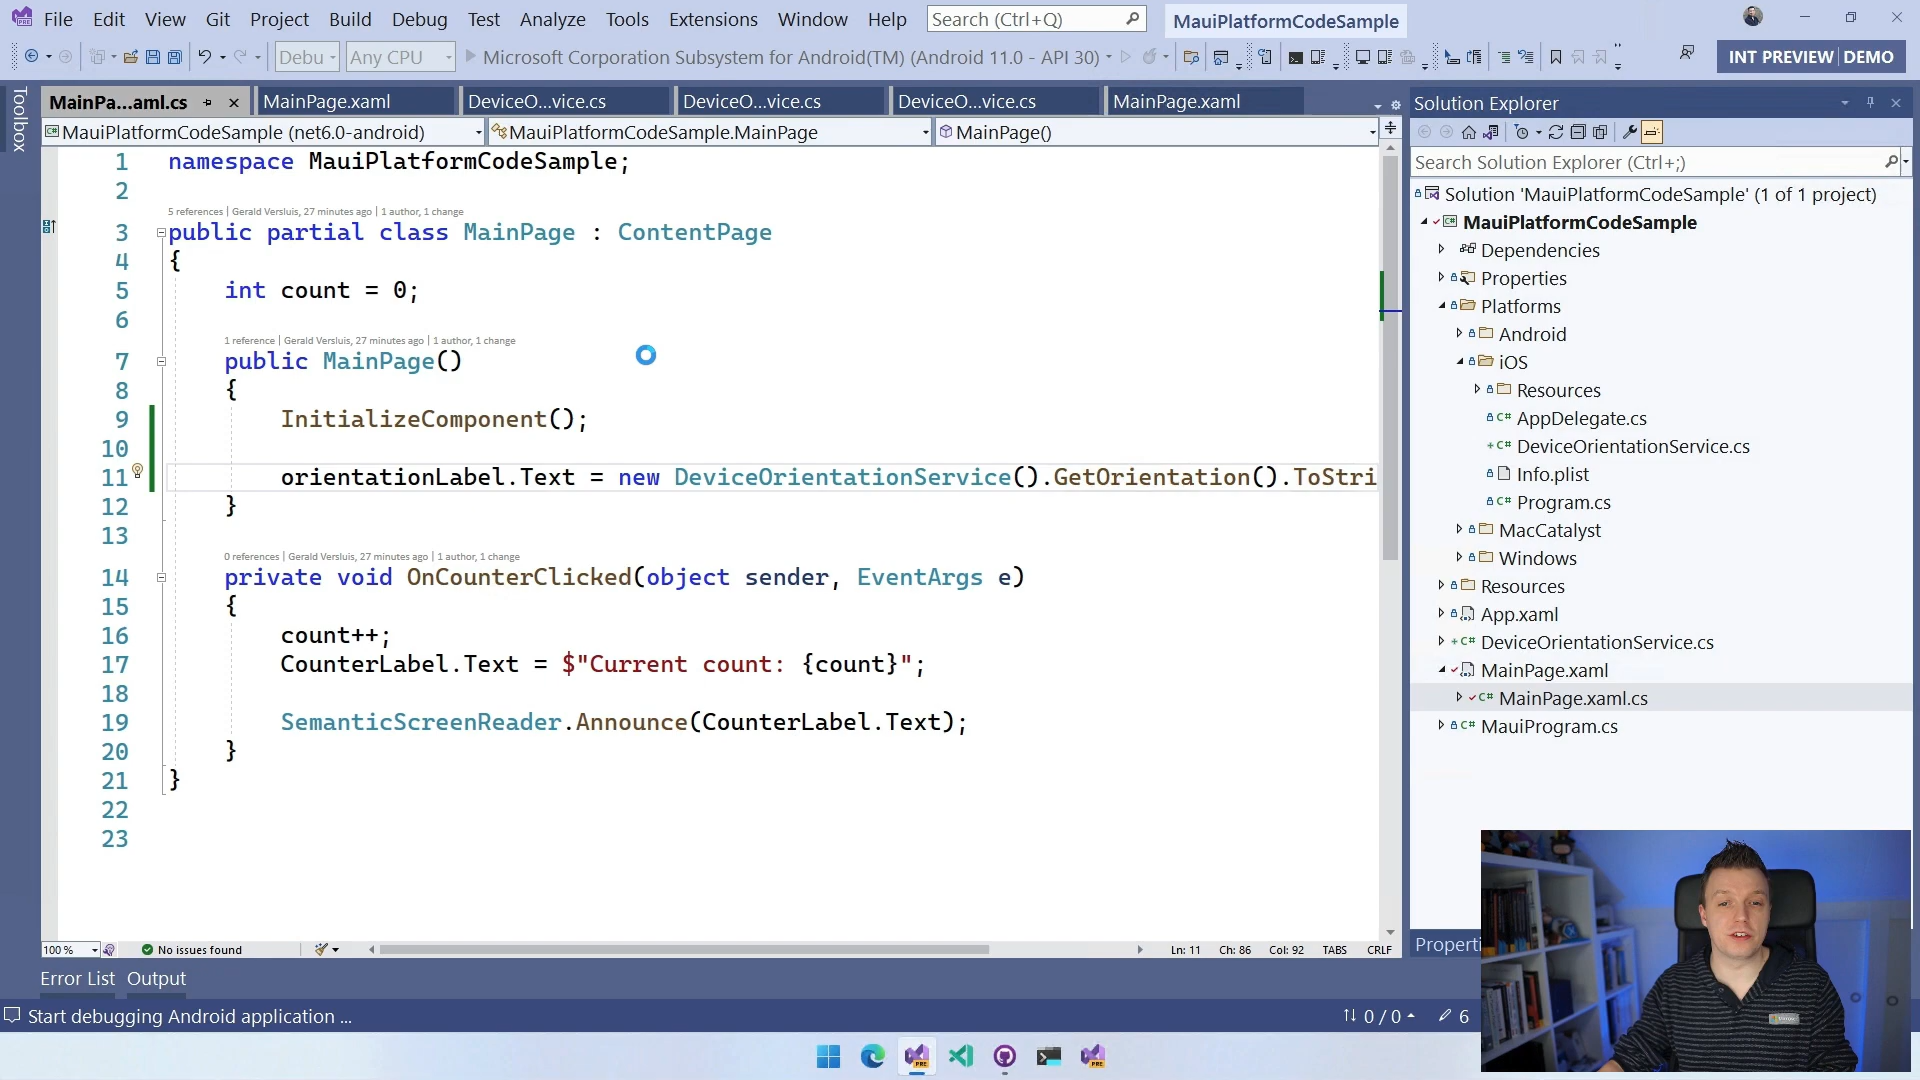 File Edit View Git Project Build Debug Test Analyze Tools Extensions Window Help Search (Ctrl+Q) MauiPlatformCodeSample
Debug Any CPU Microsoft Corporation Subsystem for Android(TM) (Android 11.0 - API 30) INT PREVIEW DEMO
Toolbox
MainPa...aml.cs MainPage.xaml DeviceO...vice.cs DeviceO...vice.cs DeviceO...vice.cs MainPage.xaml
MauiPlatformCodeSample (net6.0-android) MauiPlatformCodeSample.MainPage MainPage()
1 namespace MauiPlatformCodeSample;
2
5 references | Gerald Versluis, 27 minutes ago | 1 author, 1 change
3 public partial class MainPage : ContentPage
4 {
5 int count = 0;
6
1 reference | Gerald Versluis, 27 minutes ago | 1 author, 1 change
7 public MainPage()
8 {
9 InitializeComponent();
10
11 orientationLabel.Text = new DeviceOrientationService().GetOrientation().ToStri
12 }
13
0 references | Gerald Versluis, 27 minutes ago | 1 author, 1 change
14 private void OnCounterClicked(object sender, EventArgs e)
15 {
16 count++;
17 CounterLabel.Text = $"Current count: {count}";
18
19 SemanticScreenReader.Announce(CounterLabel.Text);
20 }
21 }
22
23
100 % No issues found Ln: 11 Ch: 86 Col: 92 TABS CRLF
Solution Explorer
Search Solution Explorer (Ctrl+;)
Solution 'MauiPlatformCodeSample' (1 of 1 project)
MauiPlatformCodeSample
Dependencies
Properties
Platforms
Android
iOS
Resources
AppDelegate.cs
DeviceOrientationService.cs
Info.plist
Program.cs
MacCatalyst
Windows
Resources
App.xaml
DeviceOrientationService.cs
MainPage.xaml
MainPage.xaml.cs
MauiProgram.cs
Properti
Error List Output
Start debugging Android application ... 0 / 0 6